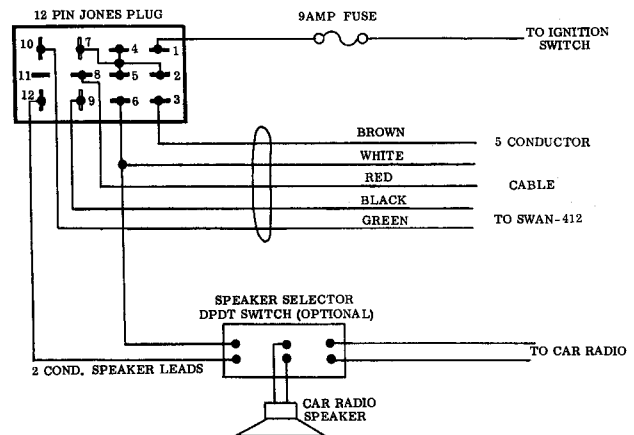 12 PIN JONES PLUG
9AMP FUSE
10 7 4 1
11 8 5 2
12 9 6 3
TO IGNITION
SWITCH
BROWN
5 CONDUCTOR
WHITE
RED
CABLE
BLACK
GREEN
TO SWAN-412
SPEAKER SELECTOR
DPDT SWITCH (OPTIONAL)
TO CAR RADIO
2 COND. SPEAKER LEADS
CAR RADIO
SPEAKER